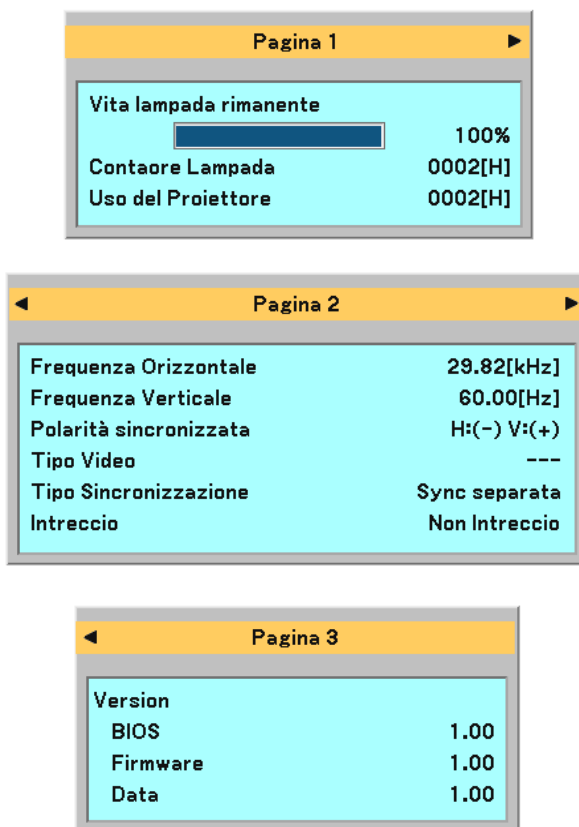 Pagina 1
Vita lampada rimanente
100%
Contaore Lampada 0002[H]
Uso del Proiettore 0002[H]
Pagina 2
Frequenza Orizzontale 29.82[kHz]
Frequenza Verticale 60.00[Hz]
Polarità sincronizzata H:(-) V:(+)
Tipo Video ---
Tipo Sincronizzazione Sync separata
Intreccio Non Intreccio
Pagina 3
Version
BIOS 1.00
Firmware 1.00
Data 1.00